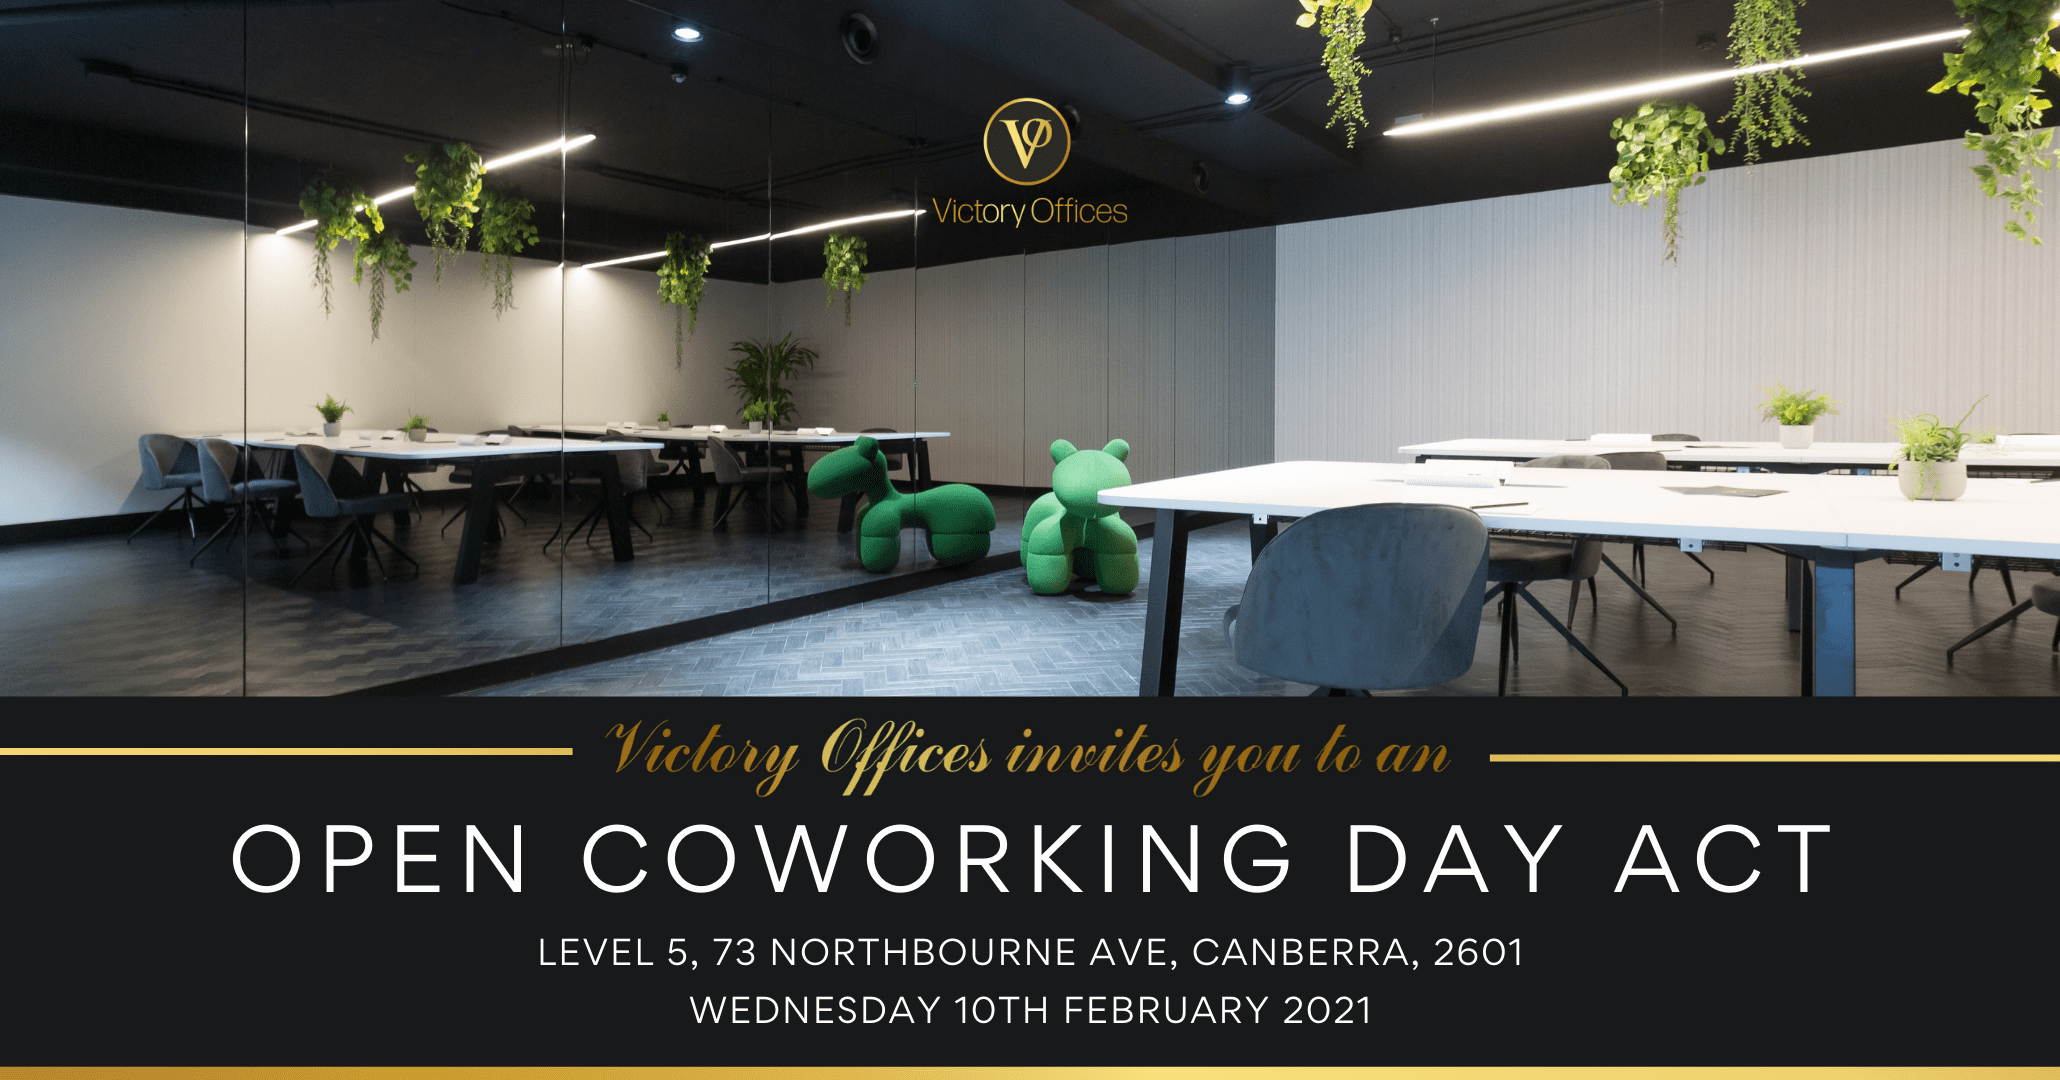 VO
Victory Offices
Victory Offices invites you to an
OPEN COWORKING DAY ACT
LEVEL 5, 73 NORTHBOURNE AVE, CANBERRA, 2601
WEDNESDAY 10TH FEBRUARY 2021